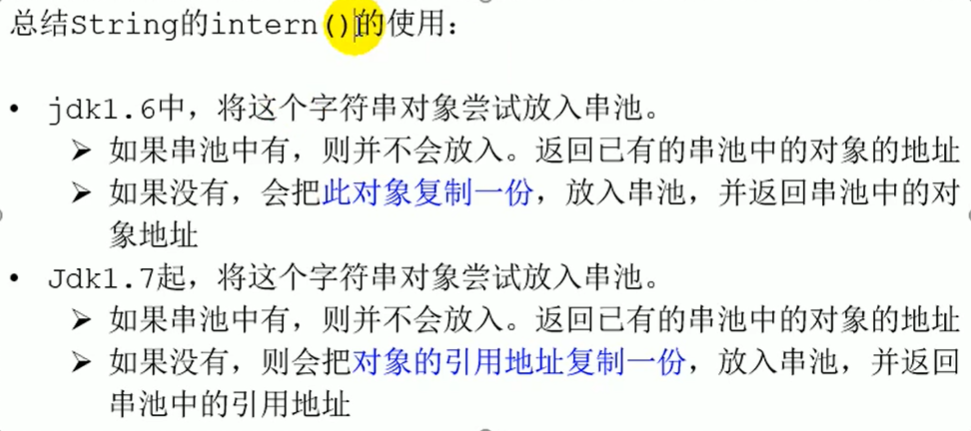 总结String的intern()的使用：
• jdk1.6中，将这个字符串对象尝试放入串池。
➢ 如果串池中有，则并不会放入。返回已有的串池中的对象的地址
➢ 如果没有，会把此对象复制一份，放入串池，并返回串池中的对
象地址
• Jdk1.7起，将这个字符串对象尝试放入串池。
➢ 如果串池中有，则并不会放入。返回已有的串池中的对象的地址
➢ 如果没有，则会把对象的引用地址复制一份，放入串池，并返回
串池中的引用地址